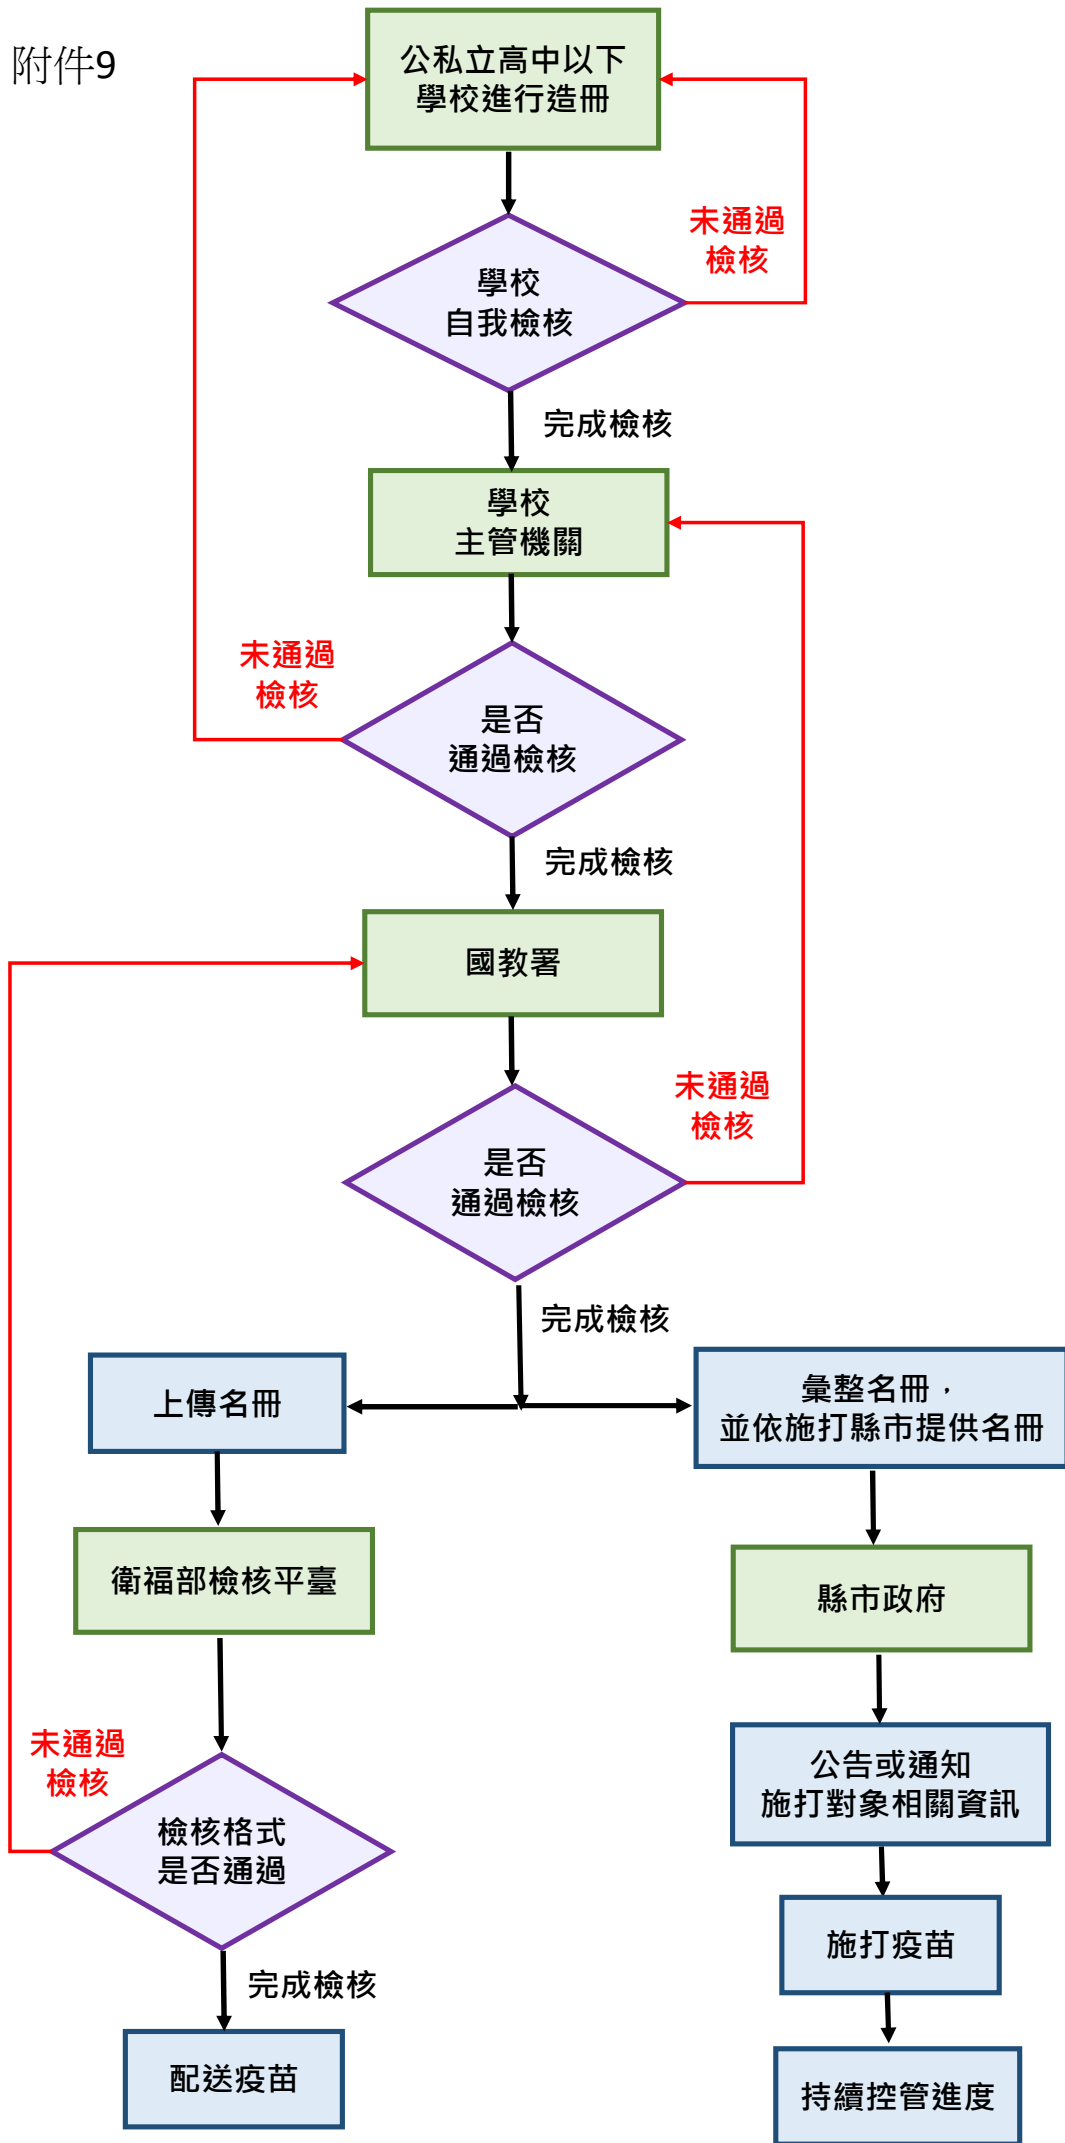 附件9
公私立高中以下
學校進行造冊
未通過
檢核
學校
自我檢核
完成檢核
學校
主管機關
未通過
檢核
是否
通過檢核
完成檢核
國教署
未通過
檢核
是否
通過檢核
完成檢核
上傳名冊
彙整名冊，
並依施打縣市提供名冊
衛福部檢核平臺
縣市政府
未通過
檢核
公告或通知
施打對象相關資訊
檢核格式
是否通過
施打疫苗
完成檢核
配送疫苗
持續控管進度